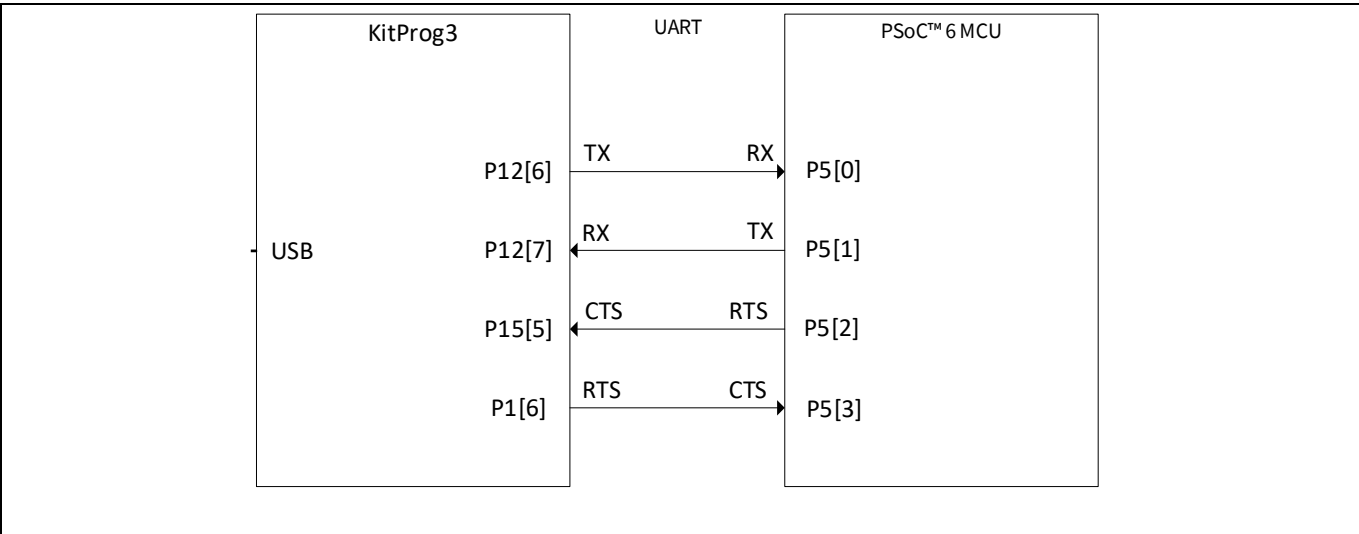 KitProg3 UART PSoC™ 6 MCU
P12[6] TX RX P5[0]
USB P12[7] RX TX P5[1]
P15[5] CTS RTS P5[2]
P1[6] RTS CTS P5[3]